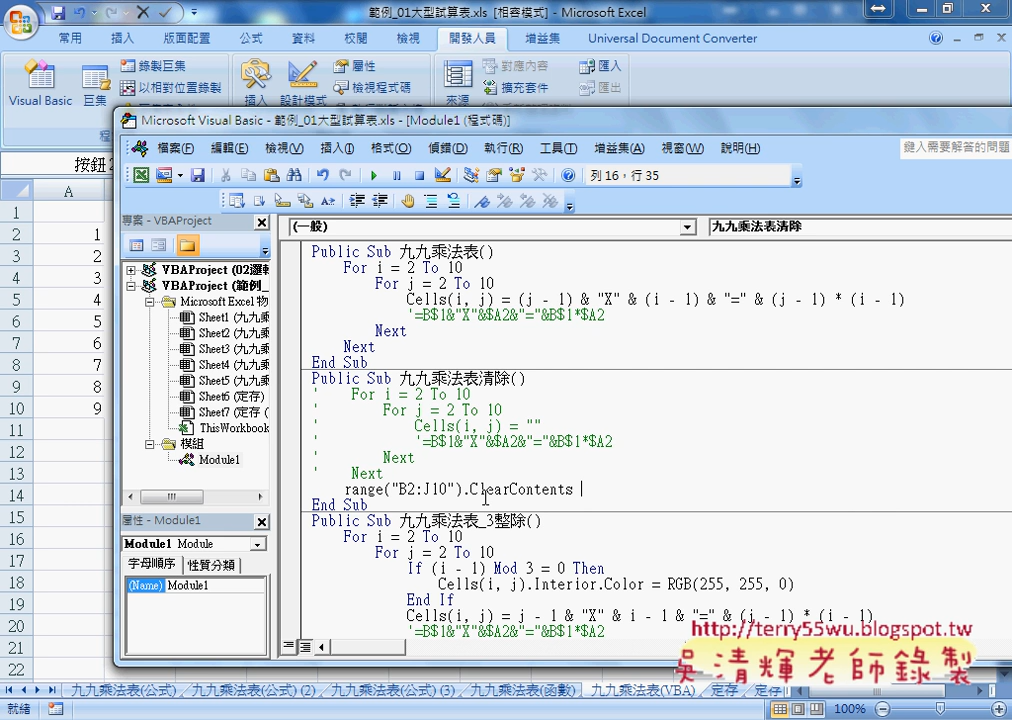 範例_01大型試算表.xls [相容模式] - Microsoft Excel
常用 插入 版面配置 公式 資料 校閱 檢視 開發人員 增益集 Universal Document Converter
Visual Basic 巨集 錄製巨集 以相對位置錄製 插入 設計模式 屬性 檢視程式碼 來源 對應內容 擴充套件 匯入 匯出
Microsoft Visual Basic - 範例_01大型試算表.xls - [Module1 (程式碼)]
檔案(F) 編輯(E) 檢視(V) 插入(I) 格式(O) 偵錯(D) 執行(R) 工具(T) 增益集(A) 視窗(W) 說明(H) 鍵入需要解答的問題
列 16，行 35
專案 - VBAProject
VBAProject (02邏輯
VBAProject (範例_
Microsoft Excel 物
Sheet1 (九九乘
Sheet2 (九九乘
Sheet3 (九九乘
Sheet4 (九九乘
Sheet5 (九九乘
Sheet6 (定存)
Sheet7 (定存 (
ThisWorkbook
模組
Module1
屬性 - Module1
Module1 Module
字母順序 性質分類
(Name) Module1
(一般) 九九乘法表清除
Public Sub 九九乘法表()
For i = 2 To 10
For j = 2 To 10
Cells(i, j) = (j - 1) & "X" & (i - 1) & "=" & (j - 1) * (i - 1)
'=B$1&"X"&$A2&"="&B$1*$A2
Next
Next
End Sub
Public Sub 九九乘法表清除()
' For i = 2 To 10
' For j = 2 To 10
' Cells(i, j) = ""
' '=B$1&"X"&$A2&"="&B$1*$A2
' Next
' Next
range("B2:J10").ClearContents
End Sub
Public Sub 九九乘法表_3整除()
For i = 2 To 10
For j = 2 To 10
If (i - 1) Mod 3 = 0 Then
Cells(i, j).Interior.Color = RGB(255, 255, 0)
End If
Cells(i, j) = j - 1 & "X" & i - 1 & "=" & (j - 1) * (i - 1)
'=B$1&"X"&$A2&"="&B$1*$A2
按鈕
A
1
2 1
3 2
4 3
5 4
6 5
7 6
8 7
9 8
10 9
11
12
13
14
15
16
17
18
19
20
21
22
http://terry55wu.blogspot.tw
吳清輝老師錄製
九九乘法表(公式) 九九乘法表(公式) (2) 九九乘法表(公式) (3) 九九乘法表(函數) 九九乘法表(VBA) 定存 定存
就緒 100%